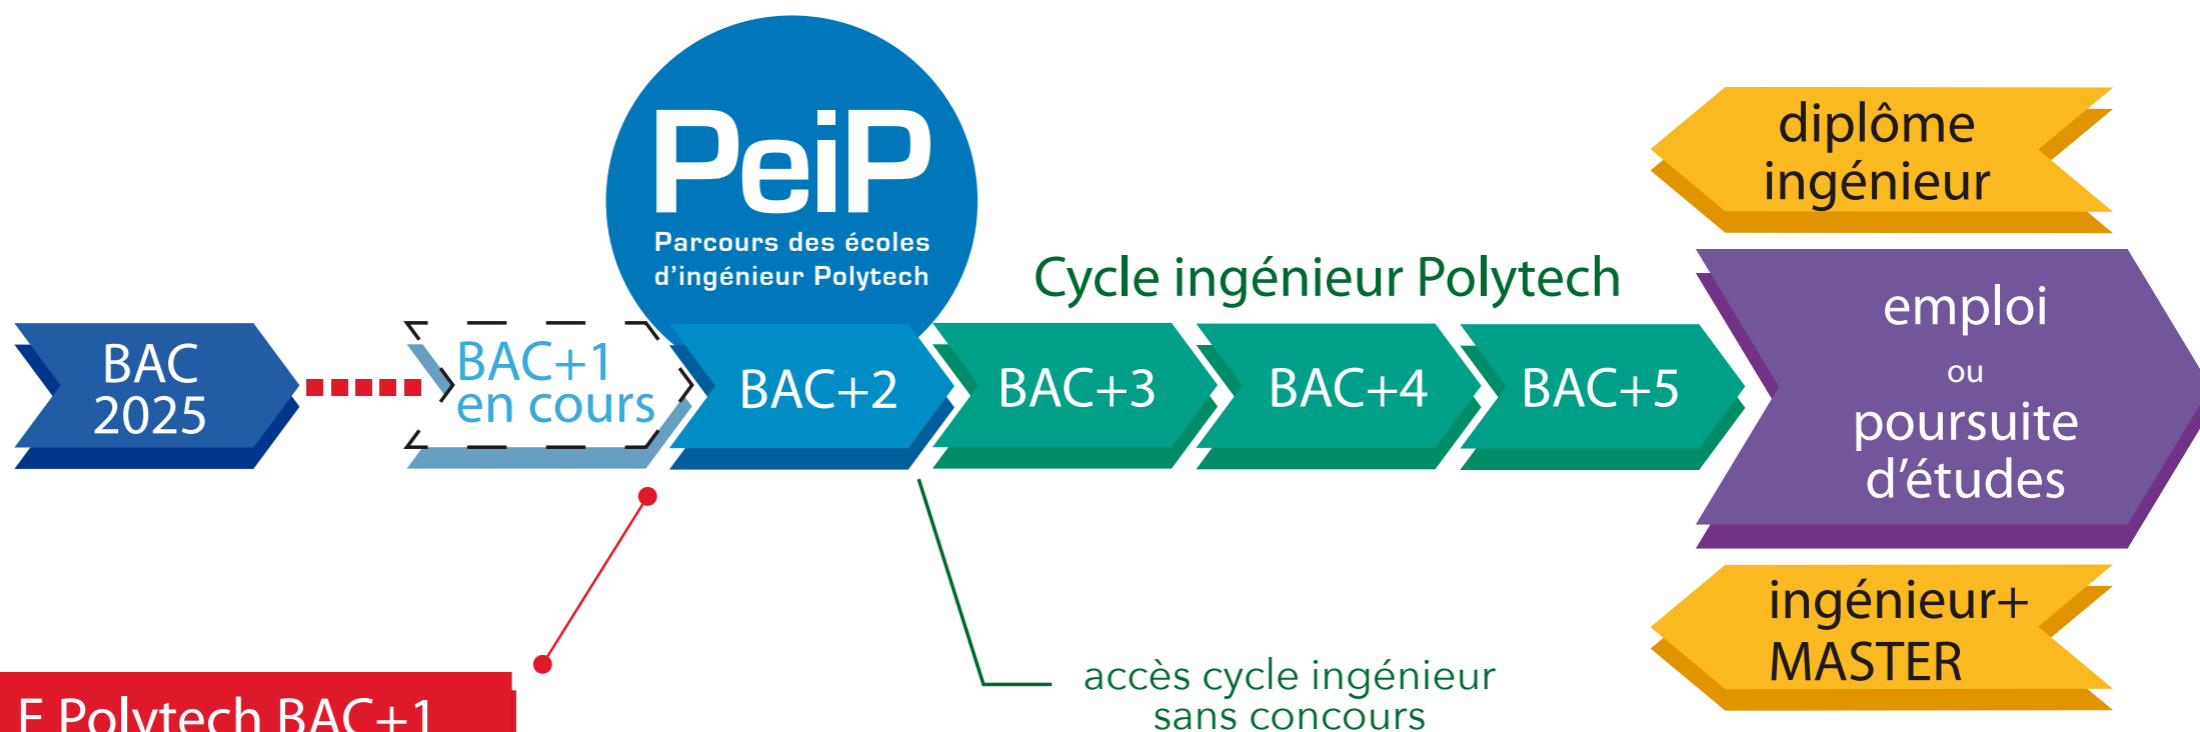 PeiP
Parcours des écoles
d'ingénieur Polytech
Cycle ingénieur Polytech
BAC
2025
BAC+1
en cours
BAC+2
BAC+3
BAC+4
BAC+5
diplôme
ingénieur
emploi
ou
poursuite
d'études
ingénieur+
MASTER
accès cycle ingénieur
sans concours
E Polytech BAC+1